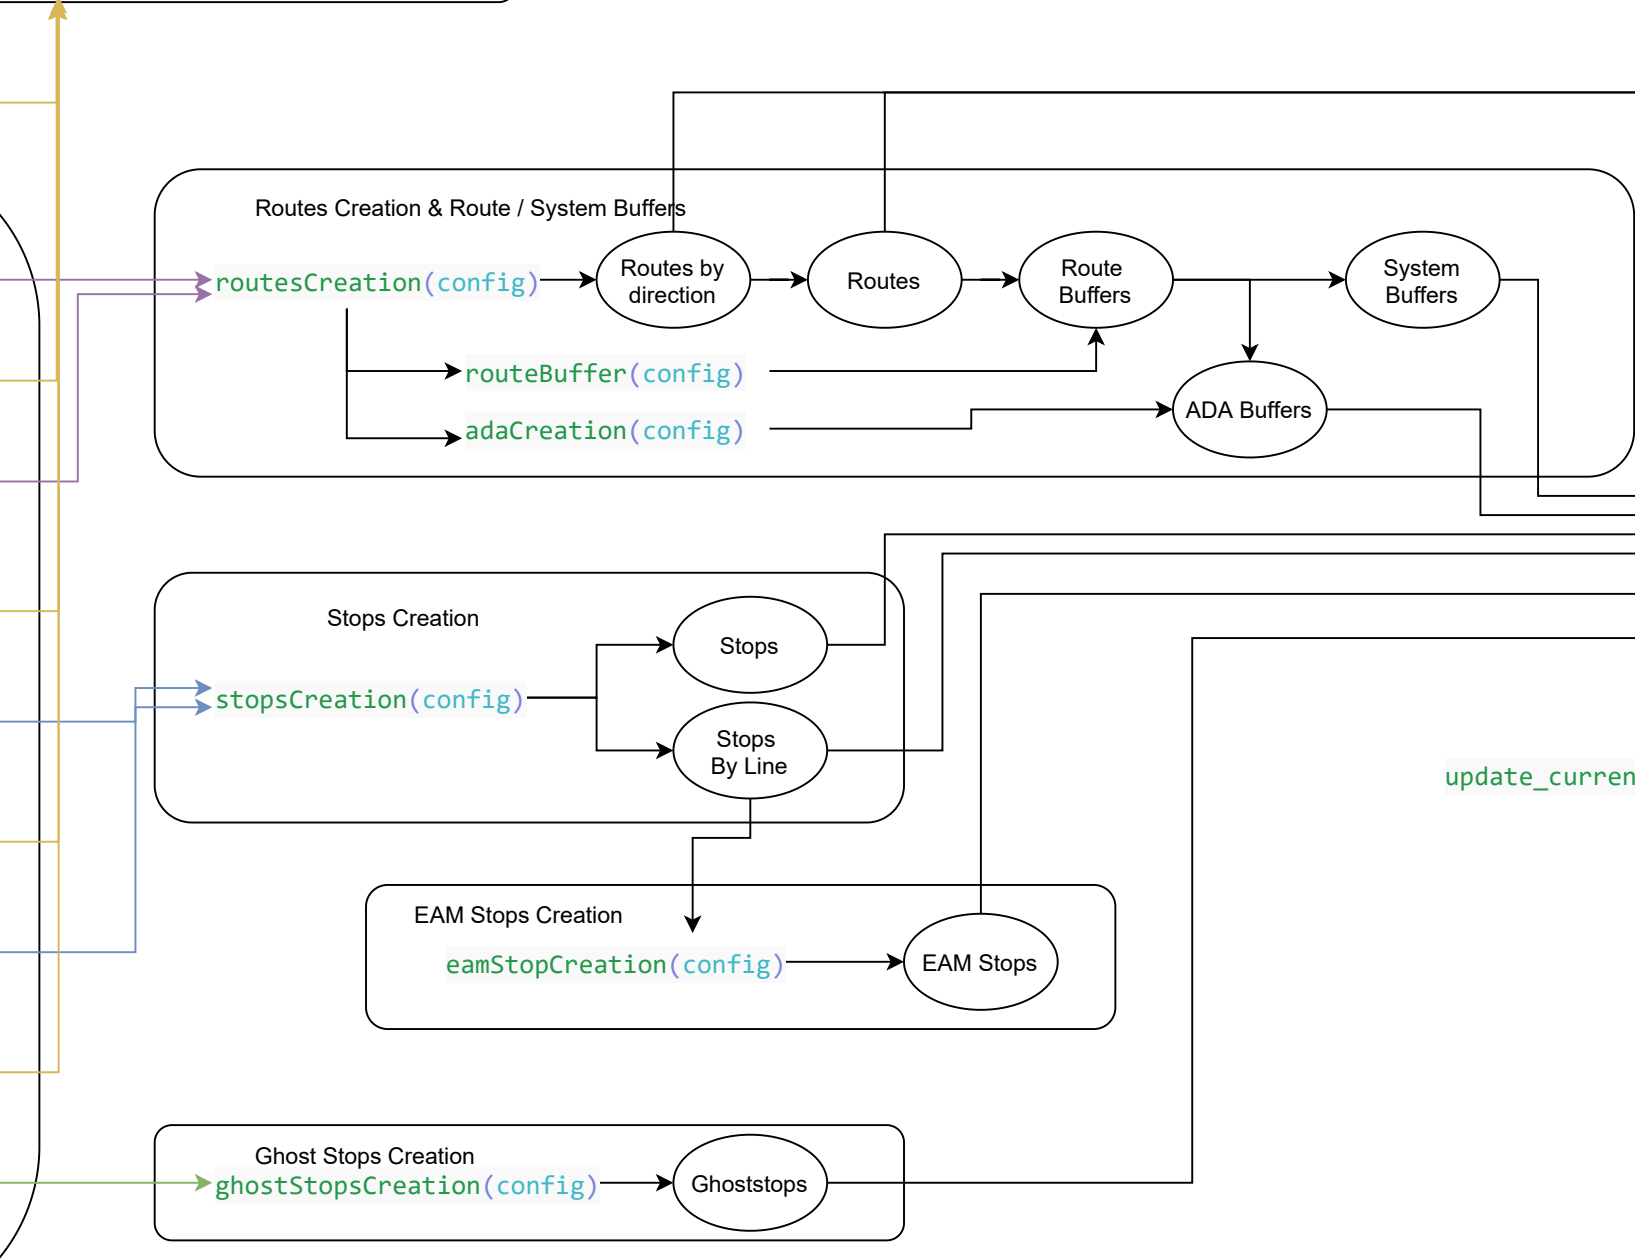 Routes Creation & Route / System Buffers
routesCreation(config)
Routes by
direction
Routes
Route
Buffers
System
Buffers
routeBuffer(config)
adaCreation(config)
ADA Buffers
Stops Creation
Stops
stopsCreation(config)
Stops
By Line
update_curren
EAM Stops Creation
eamStopCreation(config)
EAM Stops
Ghost Stops Creation
ghostStopsCreation(config)
Ghoststops